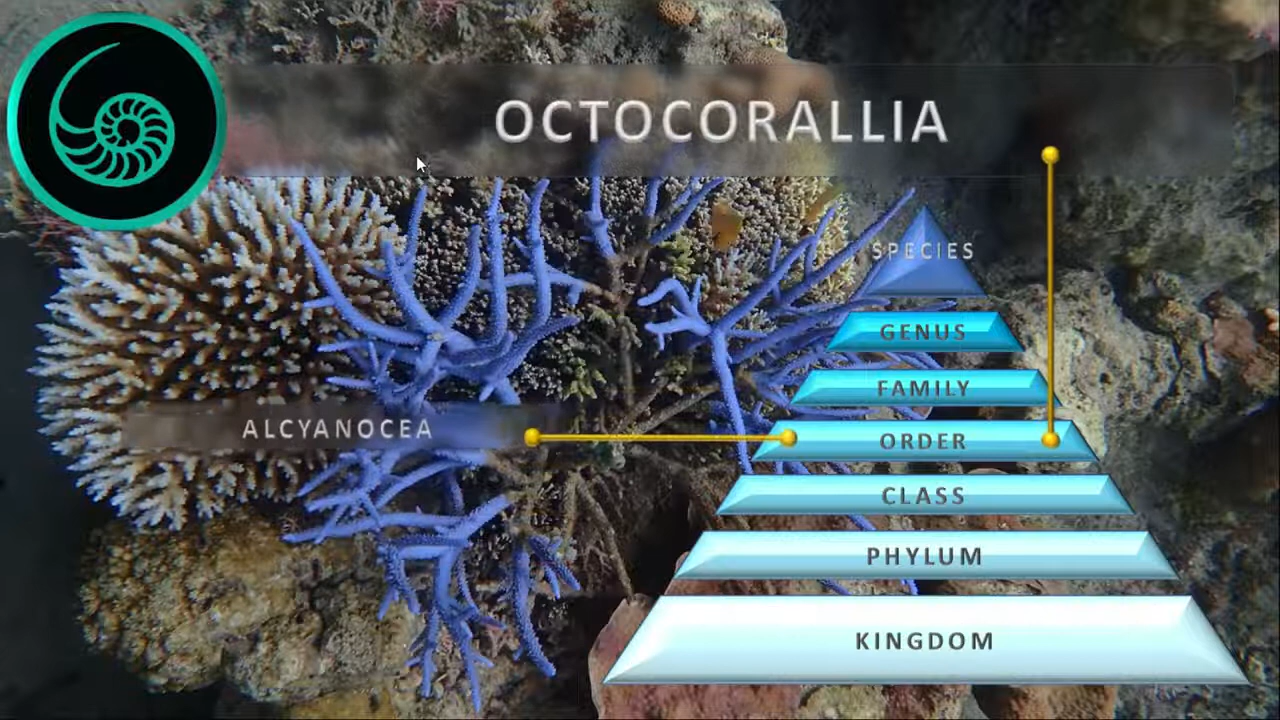 OCTOCORALLIA
SPECIES
GENUS
FAMILY
ALCYANOCEA
ORDER
CLASS
PHYLUM
KINGDOM